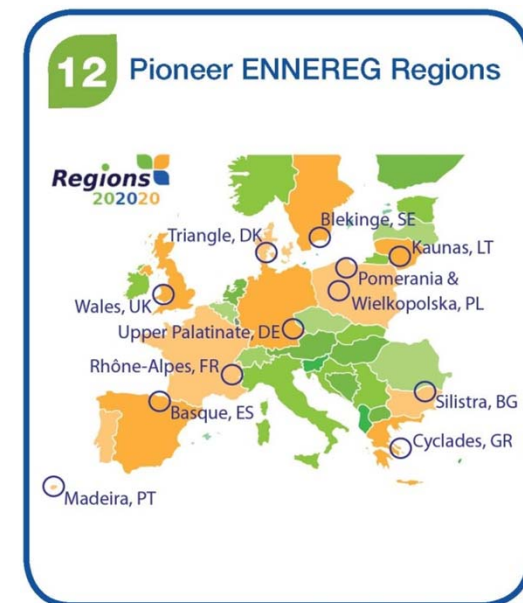 12 Pioneer ENNEREG Regions
Regions
202020
Blekinge, SE
Triangle, DK
Kaunas, LT
Pomerania &
Wielkopolska, PL
Wales, UK
Upper Palatinate, DE
Rhône-Alpes, FR
Silistra, BG
Basque, ES
Cyclades, GR
Madeira, PT